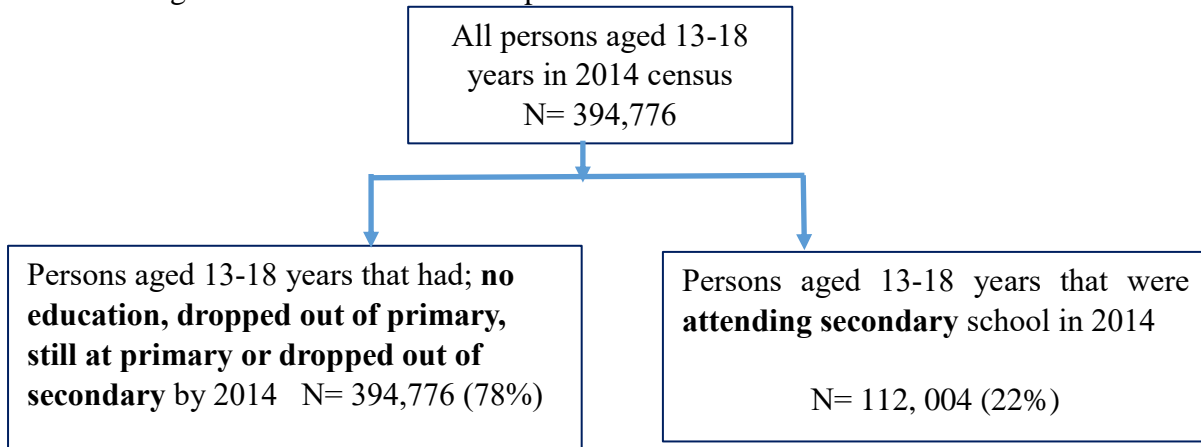 All persons aged 13-18
years in 2014 census
N= 394,776
Persons aged 13-18 years that had; no
education, dropped out of primary,
still at primary or dropped out of
secondary by 2014 N= 394,776 (78%)
Persons aged 13-18 years that were
attending secondary school in 2014
N= 112, 004 (22%)